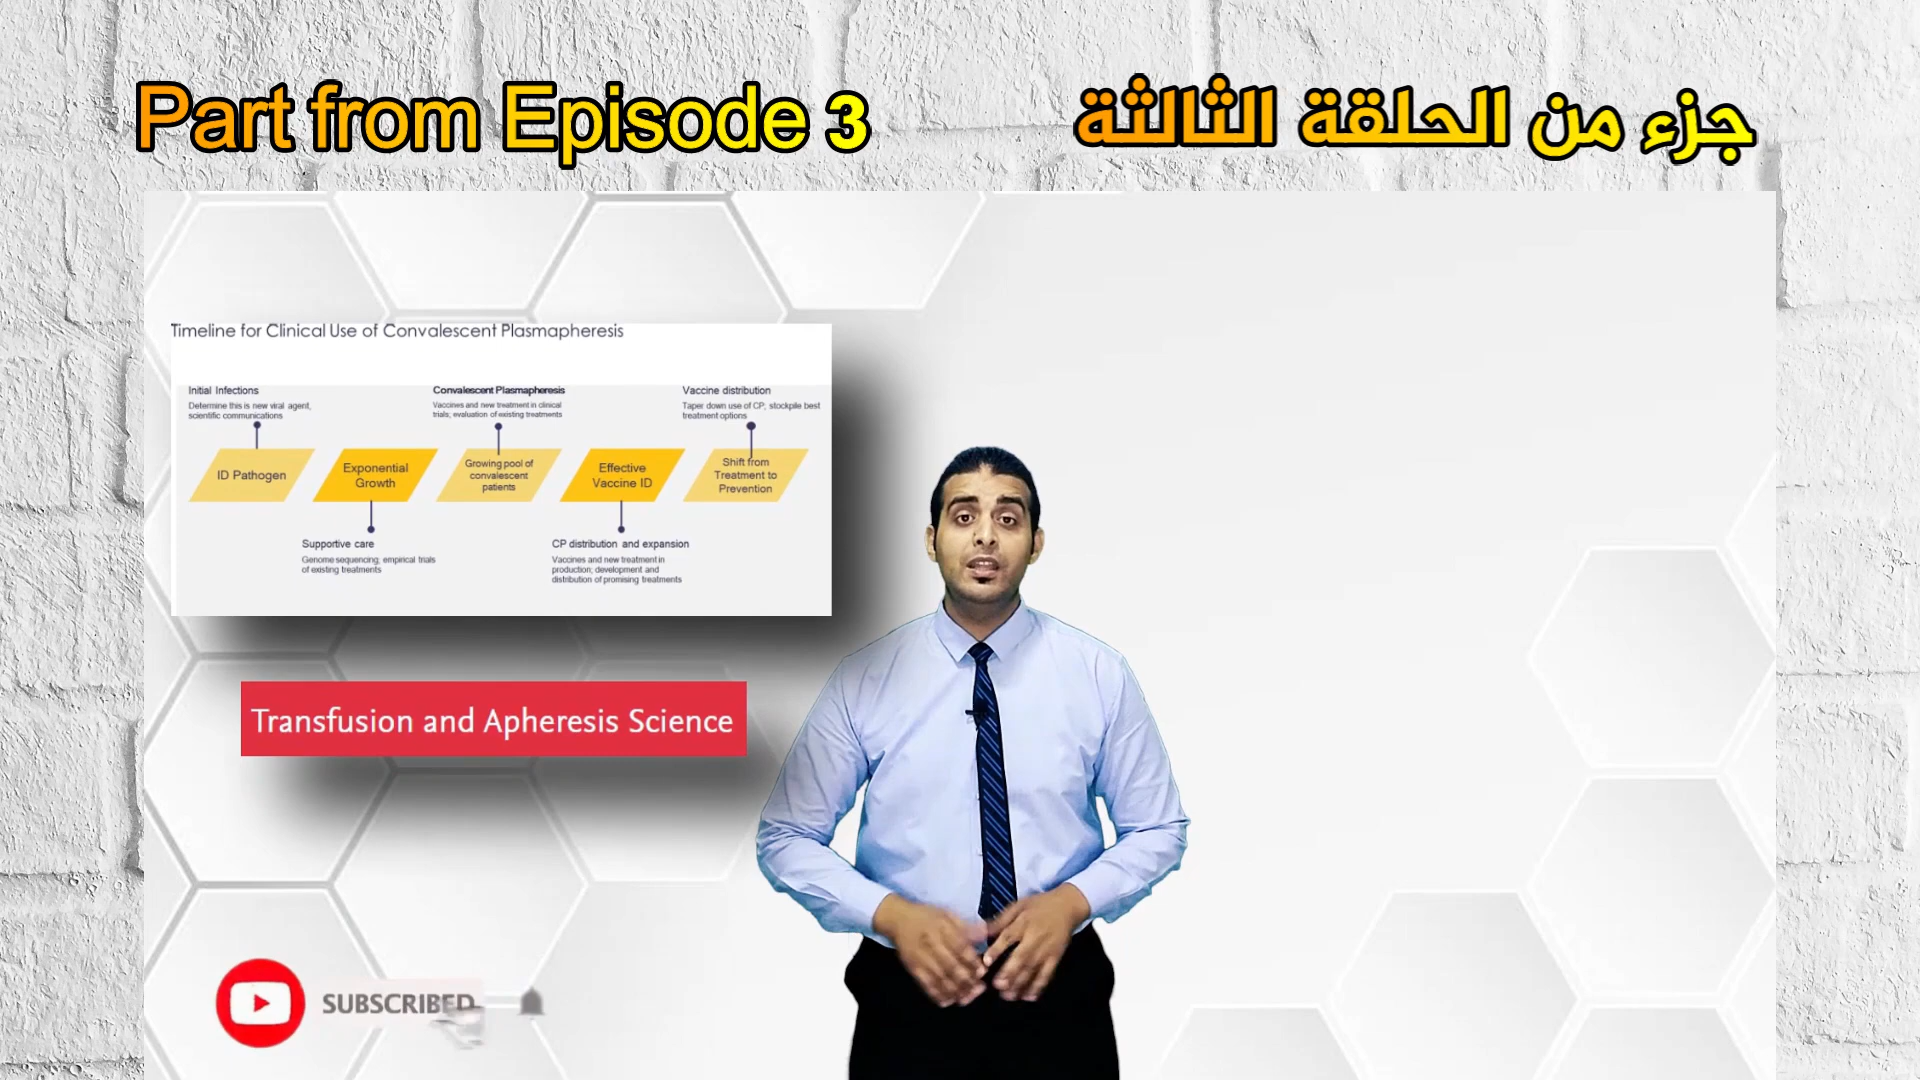 Part from Episode 3
جزء من الحلقة الثالثة
Timeline for Clinical Use of Convalescent Plasmapheresis
Initial Infections
Determine this is new viral agent,
scientific communications
Convalescent Plasmapheresis
Vaccines and new treatment in clinical
trials; evaluation of existing treatments
Vaccine distribution
Taper down use of CP; stockpile best
treatment options
ID Pathogen
Exponential
Growth
Growing pool of
convalescent
patients
Effective
Vaccine ID
Shift from
Treatment to
Prevention
Supportive care
Genome sequencing; empirical trials
of existing treatments
CP distribution and expansion
Vaccines and new treatment in
production; development and
distribution of promising treatments
Transfusion and Apheresis Science
SUBSCRIBED